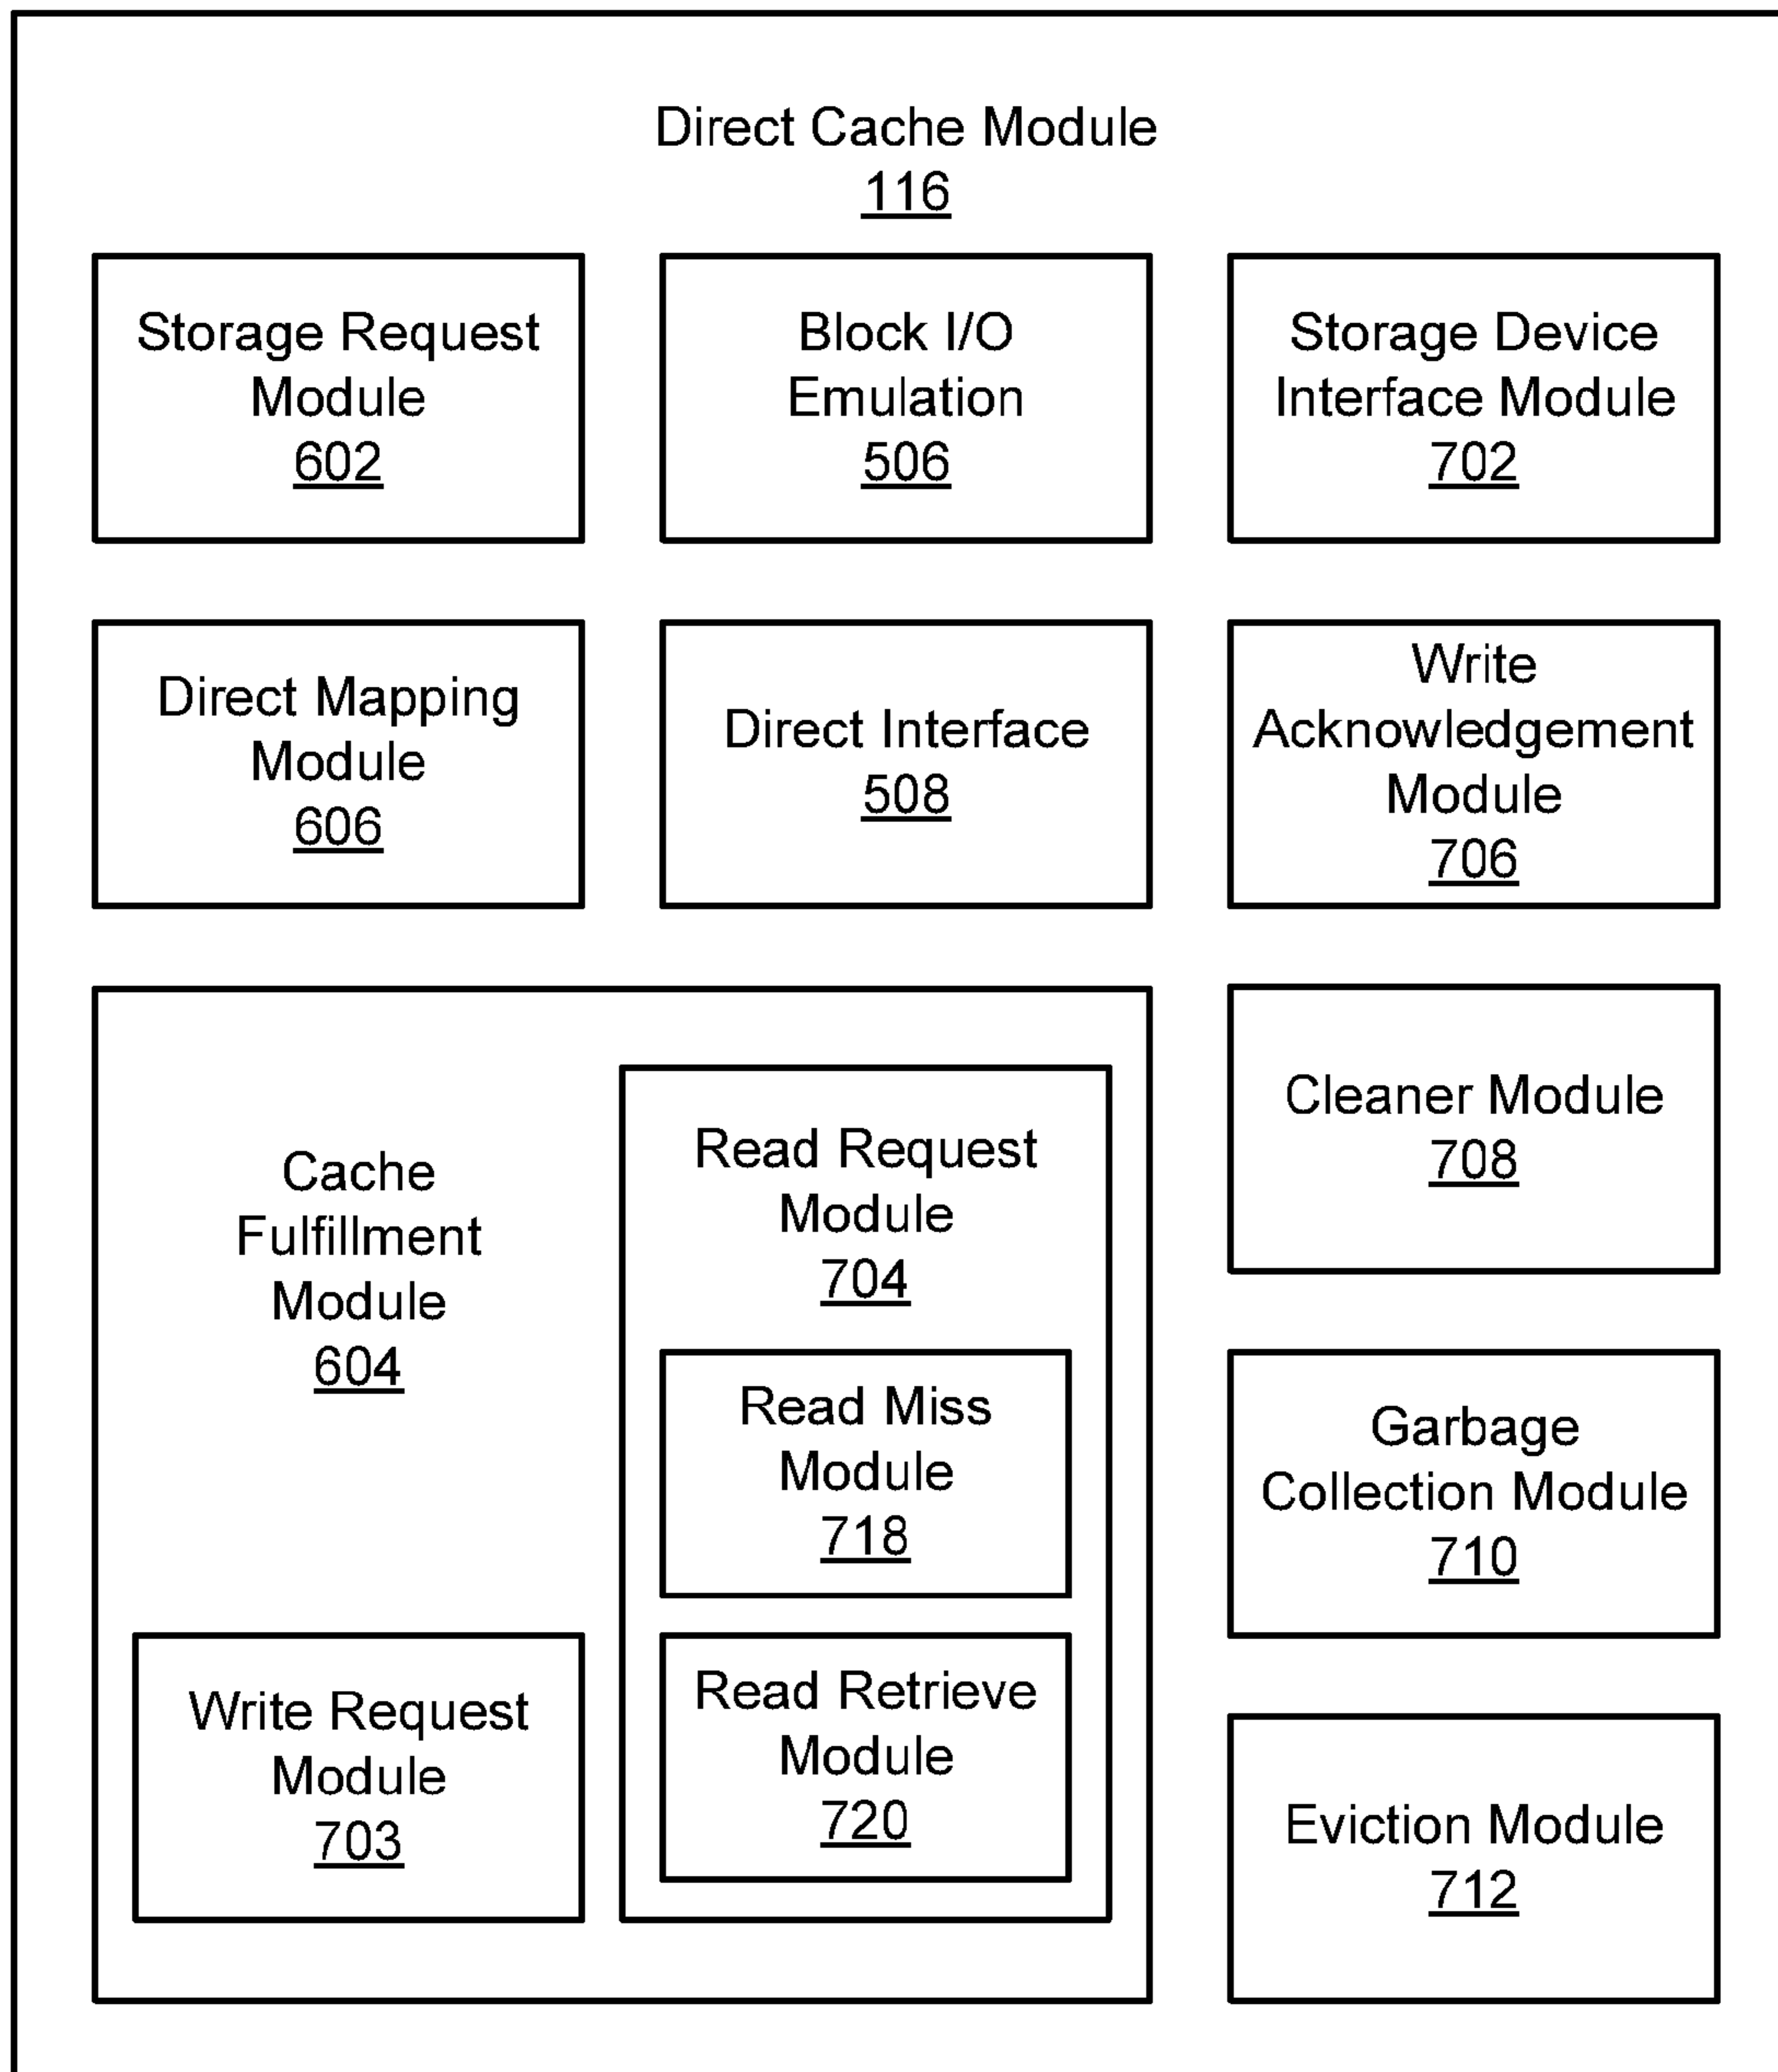 Direct Cache Module
116
Storage Request
Module
602
Block I/O
Emulation
506
Storage Device
Interface Module
702
Direct Mapping
Module
606
Direct Interface
508
Write
Acknowledgement
Module
706
Cache
Fulfillment
Module
604
Read Request
Module
704
Read Miss
Module
718
Read Retrieve
Module
720
Write Request
Module
703
Cleaner Module
708
Garbage
Collection Module
710
Eviction Module
712